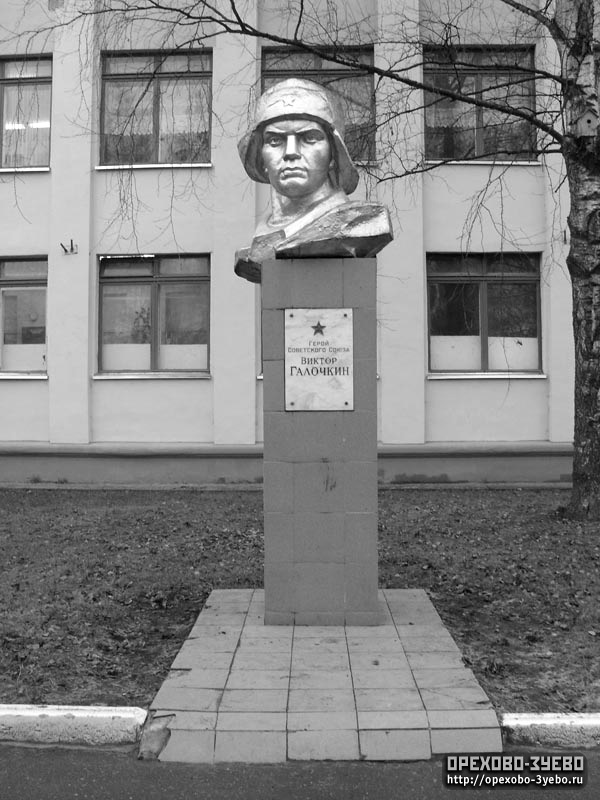 ГЕРОЙ
СОВЕТСКОГО СОЮЗА
ВИКТОР
ГАЛОЧКИН
ОРЕХОВО-ЗУЕВО
http://орехово-зуево.ru